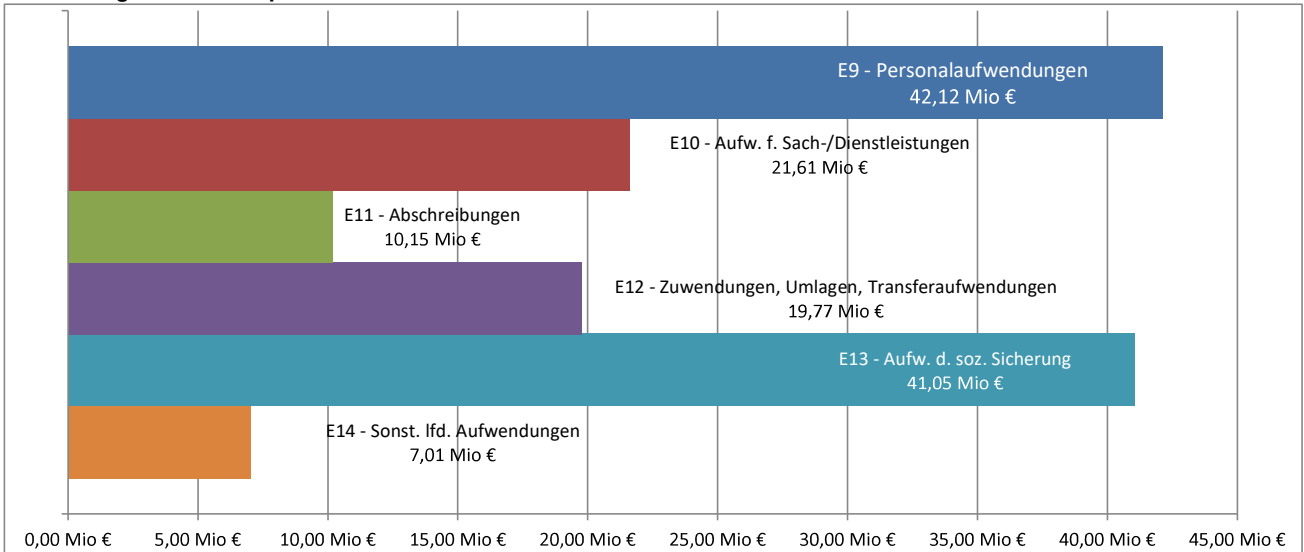 E9 - Personalaufwendungen
42,12 Mio €
E10 - Aufw. f. Sach-/Dienstleistungen
21,61 Mio €
E11 - Abschreibungen
10,15 Mio €
E12 - Zuwendungen, Umlagen, Transferaufwendungen
19,77 Mio €
E13 - Aufw. d. soz. Sicherung
41,05 Mio €
E14 - Sonst. lfd. Aufwendungen
7,01 Mio €
0,00 Mio € 5,00 Mio € 10,00 Mio € 15,00 Mio € 20,00 Mio € 25,00 Mio € 30,00 Mio € 35,00 Mio € 40,00 Mio € 45,00 Mio €